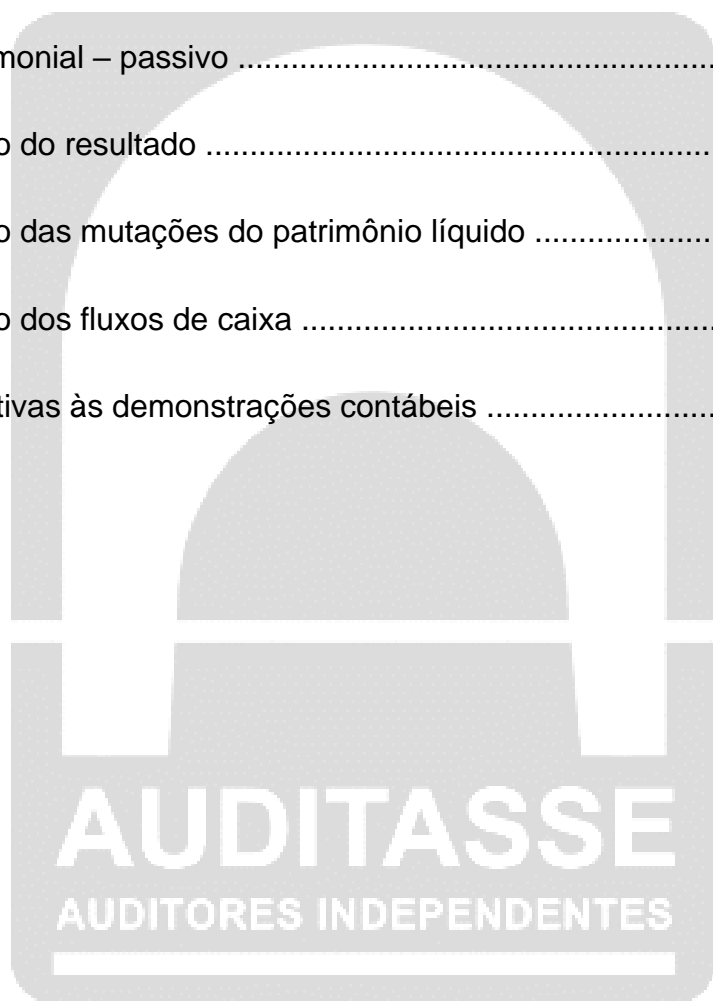 monial – passivo ........................................................
o do resultado ............................................................
o das mutações do patrimônio líquido .....................
o dos fluxos de caixa .................................................
tivas às demonstrações contábeis ...........................
AUDITASSE
AUDITORES INDEPENDENTES